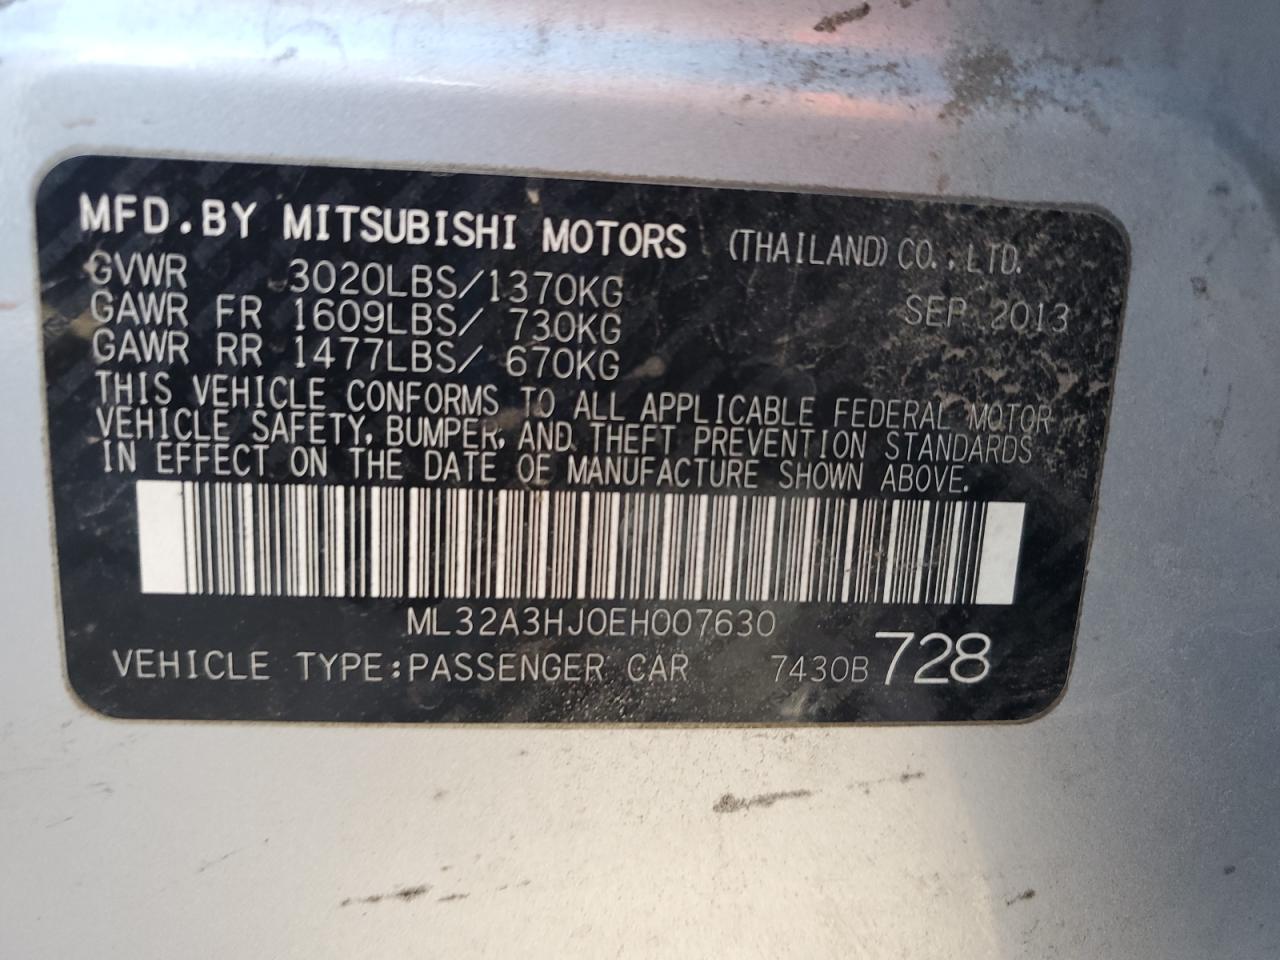 MFD.BY MITSUBISHI MOTORS (THAILAND) CO., LTD.
GVWR 3020LBS/1370KG SEP. 2013
GAWR FR 1609LBS/ 730KG
GAWR RR 1477LBS/ 670KG
THIS VEHICLE CONFORMS TO ALL APPLICABLE FEDERAL MOTOR
VEHICLE SAFETY, BUMPER, AND THEFT PREVENTION STANDARDS
IN EFFECT ON THE DATE OF MANUFACTURE SHOWN ABOVE.
ML32A3HJ0EH007630
VEHICLE TYPE:PASSENGER CAR 7430B 728